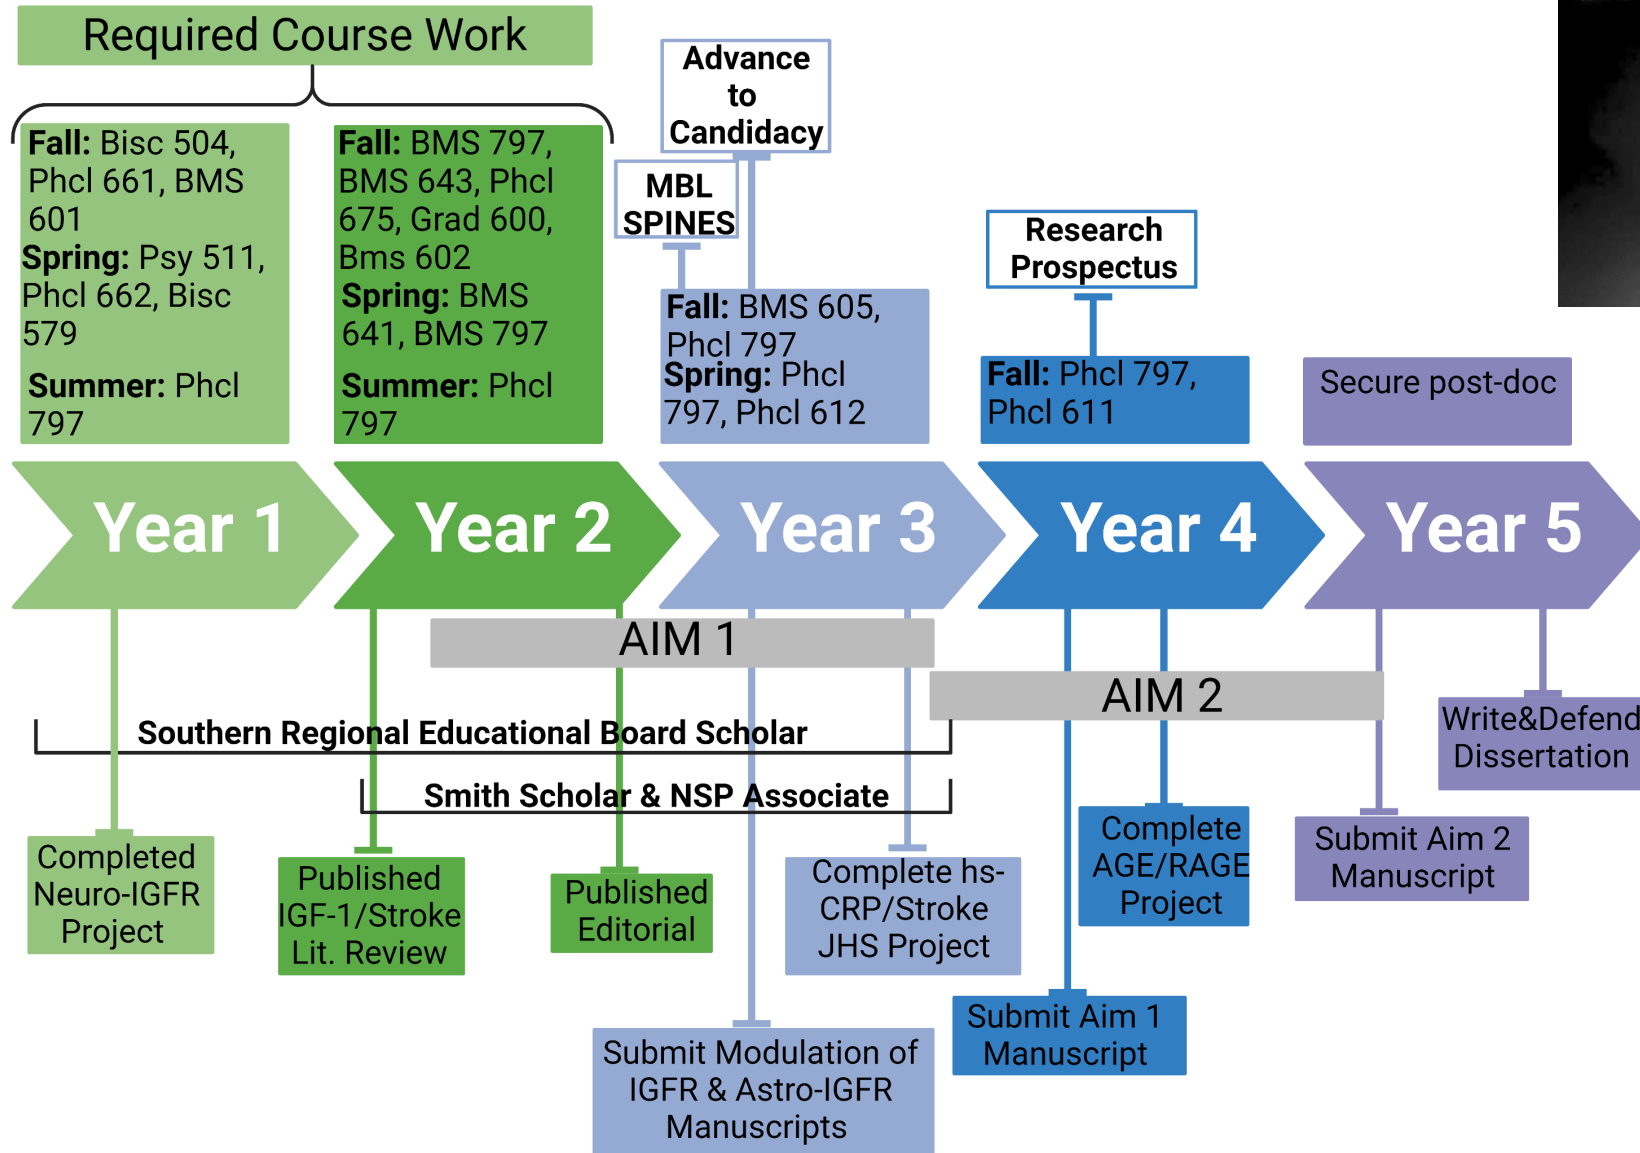 Required Course Work
Fall: Bisc 504,
Phcl 661, BMS
601
Spring: Psy 511,
Phcl 662, Bisc
579
Summer: Phcl
797
Fall: BMS 797,
BMS 643, Phcl
675, Grad 600,
Bms 602
Spring: BMS
641, BMS 797
Summer: Phcl
797
MBL
SPINES
Advance
to
Candidacy
Fall: BMS 605,
Phcl 797
Spring: Phcl
797, Phcl 612
Research
Prospectus
Fall: Phcl 797,
Phcl 611
Secure post-doc
Year 1
Year 2
Year 3
Year 4
Year 5
AIM 1
AIM 2
Southern Regional Educational Board Scholar
Smith Scholar & NSP Associate
Completed
Neuro-IGFR
Project
Published
IGF-1/Stroke
Lit. Review
Published
Editorial
Submit Modulation of
IGFR & Astro-IGFR
Manuscripts
Complete hs-
CRP/Stroke
JHS Project
Submit Aim 1
Manuscript
Complete
AGE/RAGE
Project
Submit Aim 2
Manuscript
Write&Defend
Dissertation